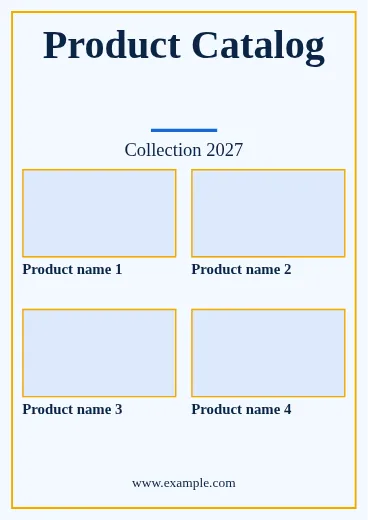 Product Catalog
Collection 2027
Product name 1
Product name 2
Product name 3
Product name 4
www.example.com